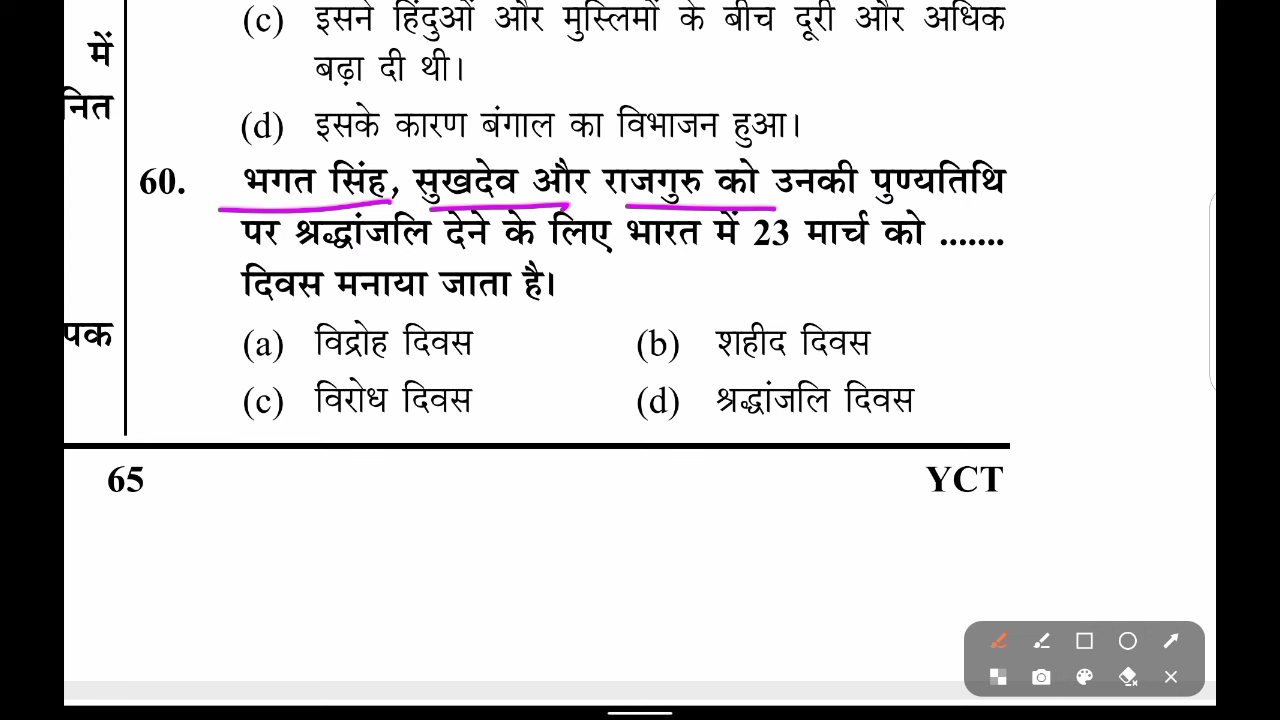 में
नित
पक
(c) इसने हिंदुओं और मुस्लिमों के बीच दूरी और अधिक
बढ़ा दी थी।
(d) इसके कारण बंगाल का विभाजन हुआ।
60. भगत सिंह, सुखदेव और राजगुरु को उनकी पुण्यतिथि
पर श्रद्धांजलि देने के लिए भारत में 23 मार्च को .......
दिवस मनाया जाता है।
(a) विद्रोह दिवस (b) शहीद दिवस
(c) विरोध दिवस (d) श्रद्धांजलि दिवस
65 YCT